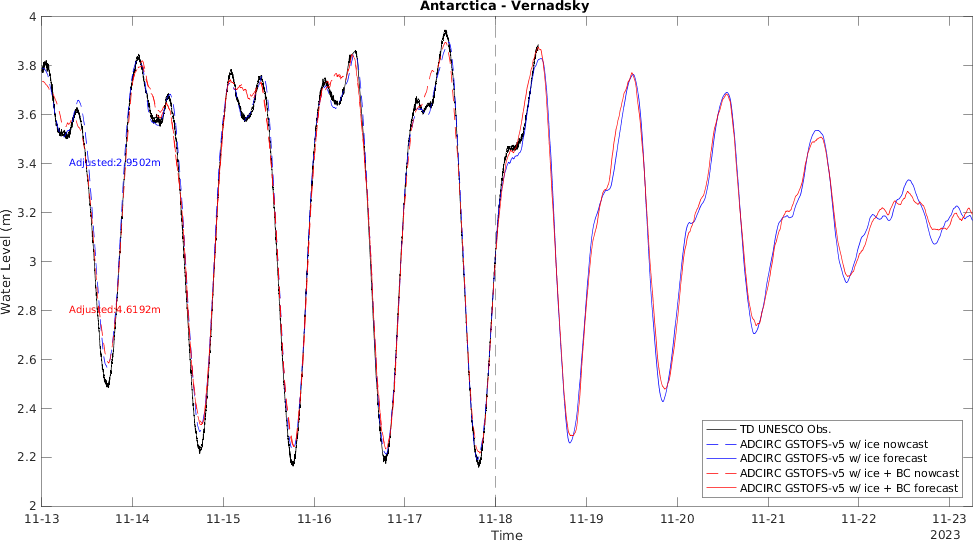 Antarctica - Vernadsky
4
3.8
3.6
3.4
3.2
3
2.8
2.6
2.4
2.2
2
Water Level (m)
Adjusted:2.9502m
Adjusted:4.6192m
TD UNESCO Obs.
ADCIRC GSTOFS-v5 w/ ice nowcast
ADCIRC GSTOFS-v5 w/ ice forecast
ADCIRC GSTOFS-v5 w/ ice + BC nowcast
ADCIRC GSTOFS-v5 w/ ice + BC forecast
11-13 11-14 11-15 11-16 11-17 11-18 11-19 11-20 11-21 11-22 11-23
2023
Time